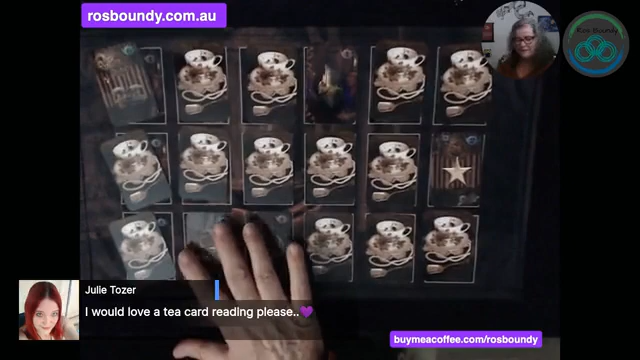 rosboundy.com.au
Ros Boundy
Julie Tozer
I would love a tea card reading please..💜
buymeacoffee.com/rosboundy